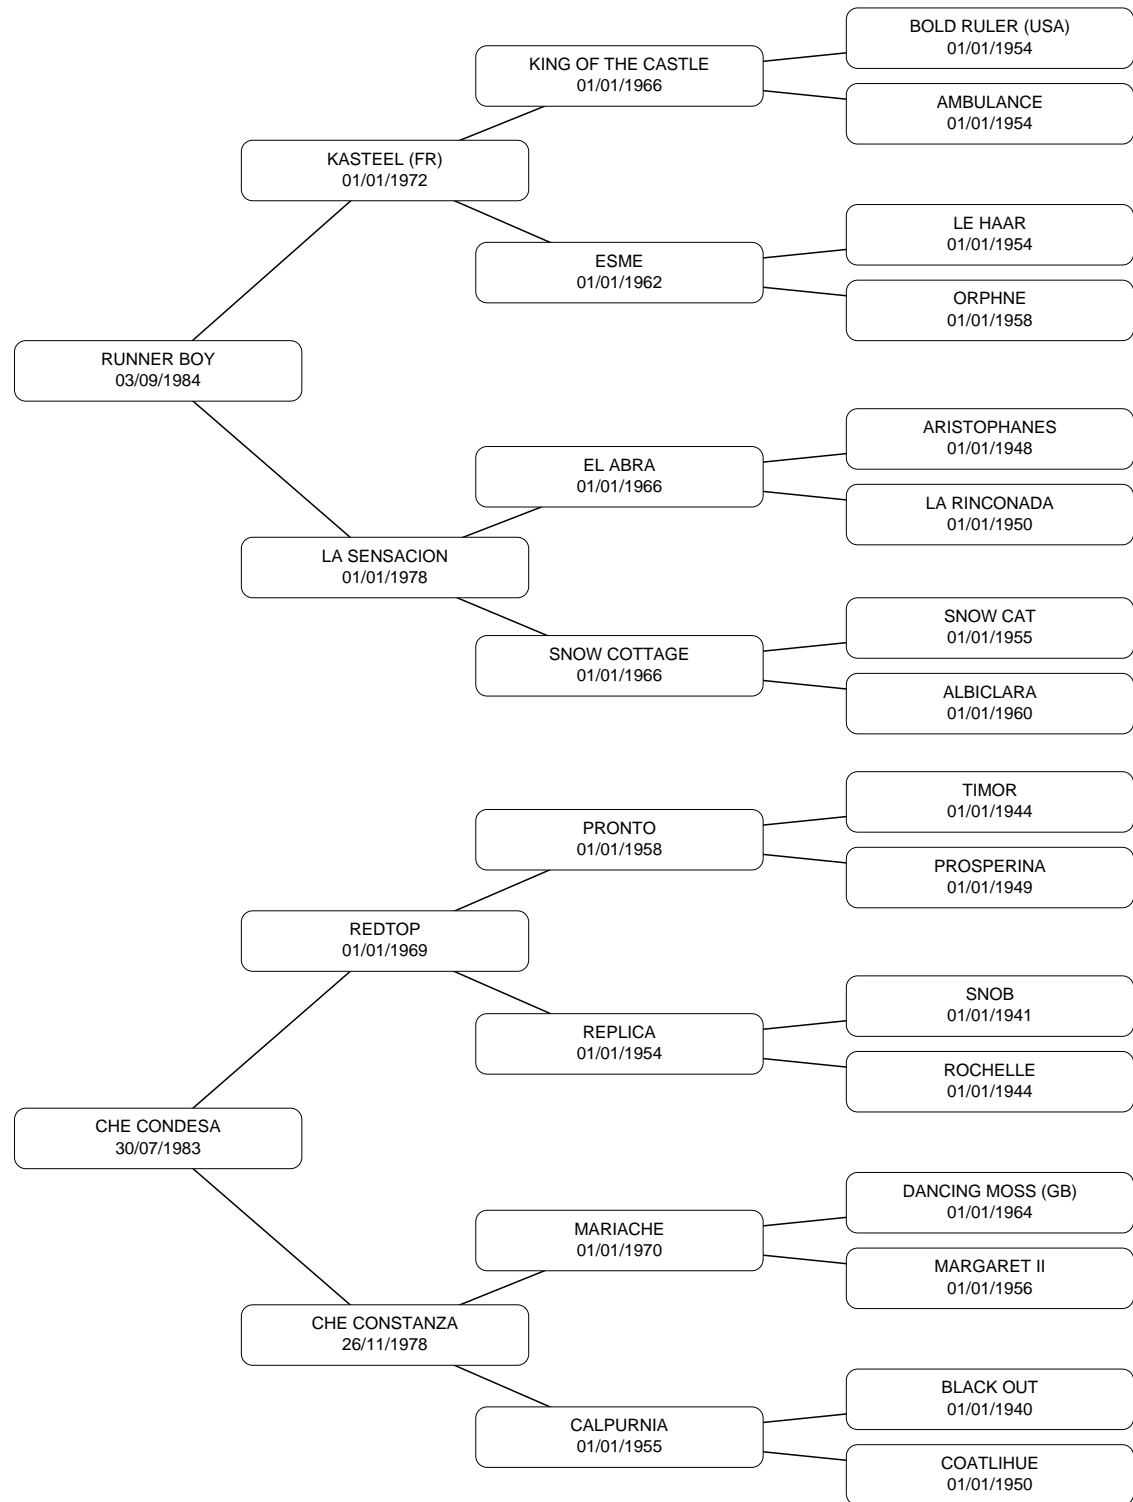 BOLD RULER (USA)
01/01/1954
KING OF THE CASTLE
01/01/1966
AMBULANCE
01/01/1954
KASTEEL (FR)
01/01/1972
LE HAAR
01/01/1954
ESME
01/01/1962
ORPHNE
01/01/1958
RUNNER BOY
03/09/1984
ARISTOPHANES
01/01/1948
EL ABRA
01/01/1966
LA RINCONADA
01/01/1950
LA SENSACION
01/01/1978
SNOW CAT
01/01/1955
SNOW COTTAGE
01/01/1966
ALBICLARA
01/01/1960
TIMOR
01/01/1944
PRONTO
01/01/1958
PROSPERINA
01/01/1949
REDTOP
01/01/1969
SNOB
01/01/1941
REPLICA
01/01/1954
ROCHELLE
01/01/1944
CHE CONDESA
30/07/1983
DANCING MOSS (GB)
01/01/1964
MARIACHE
01/01/1970
MARGARET II
01/01/1956
CHE CONSTANZA
26/11/1978
BLACK OUT
01/01/1940
CALPURNIA
01/01/1955
COATLIHUE
01/01/1950